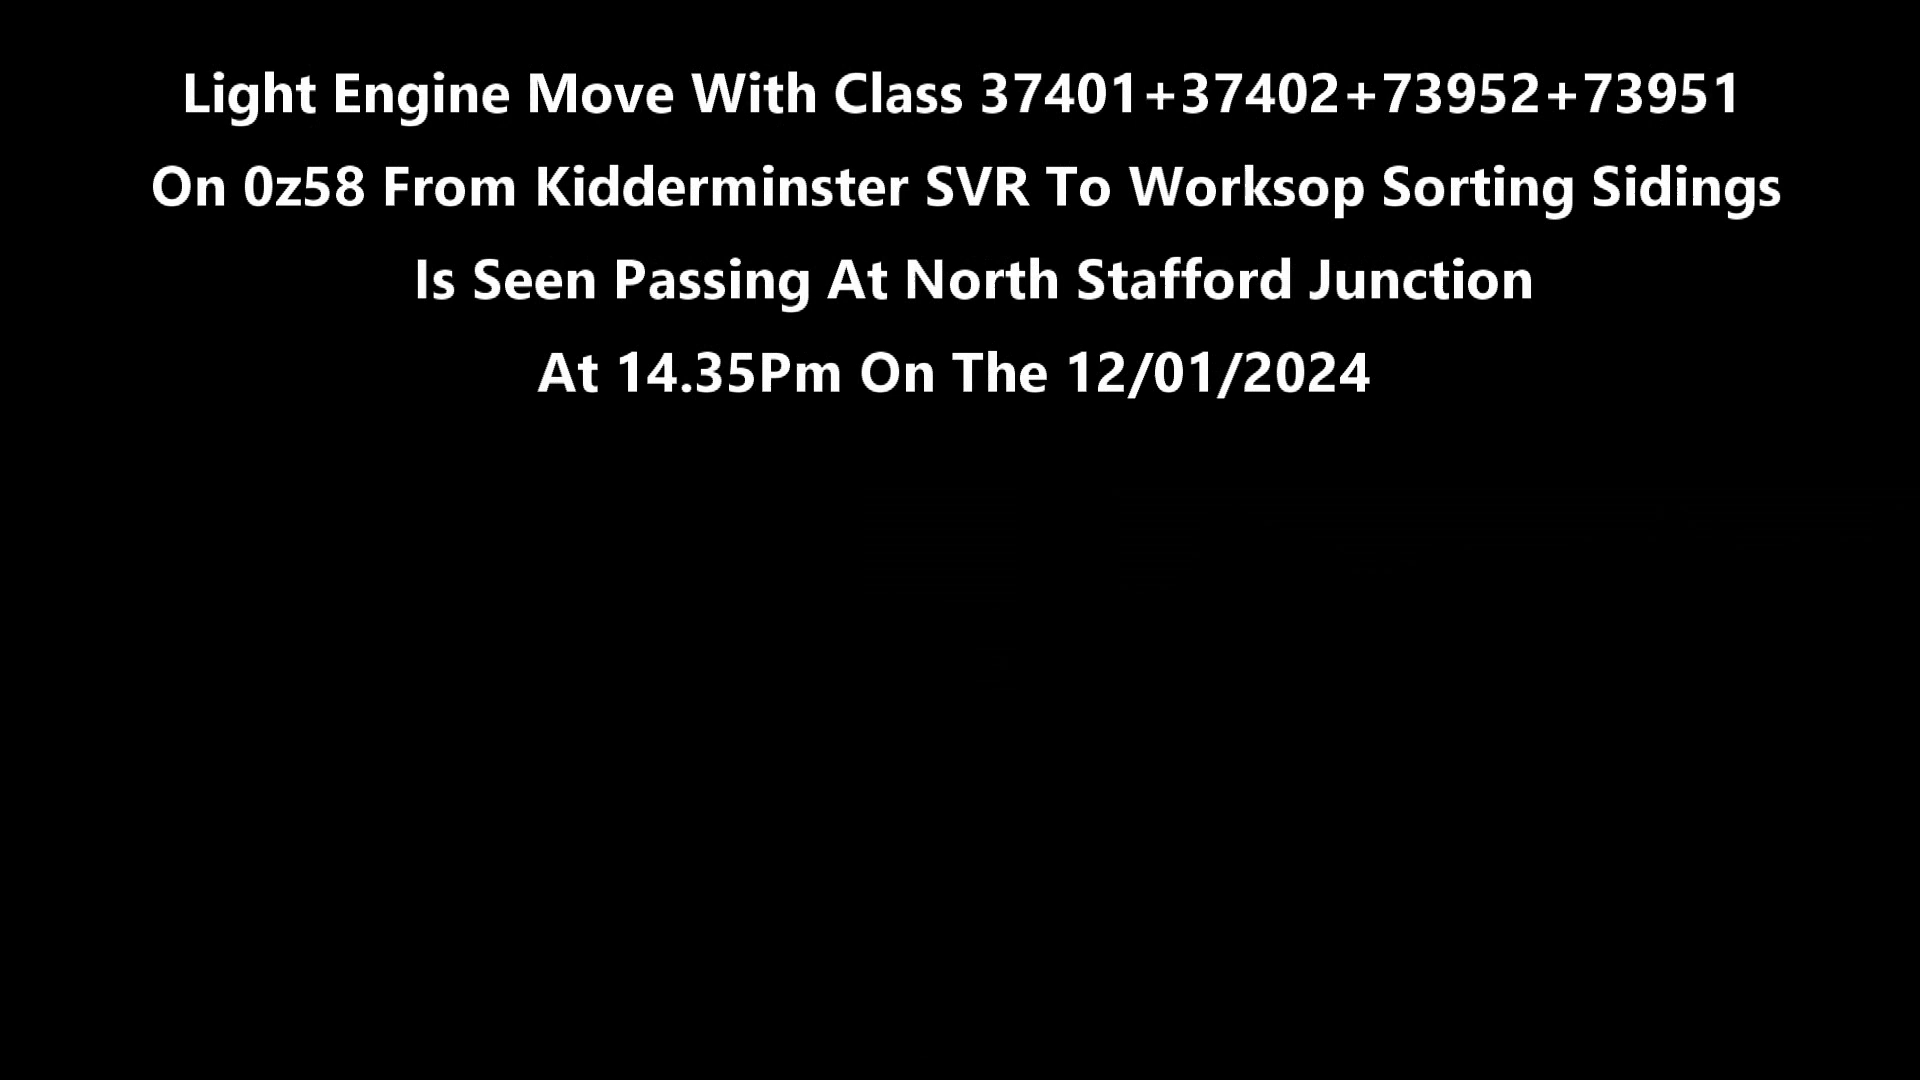 Light Engine Move With Class 37401+37402+73952+73951
On 0z58 From Kidderminster SVR To Worksop Sorting Sidings
Is Seen Passing At North Stafford Junction
At 14.35Pm On The 12/01/2024